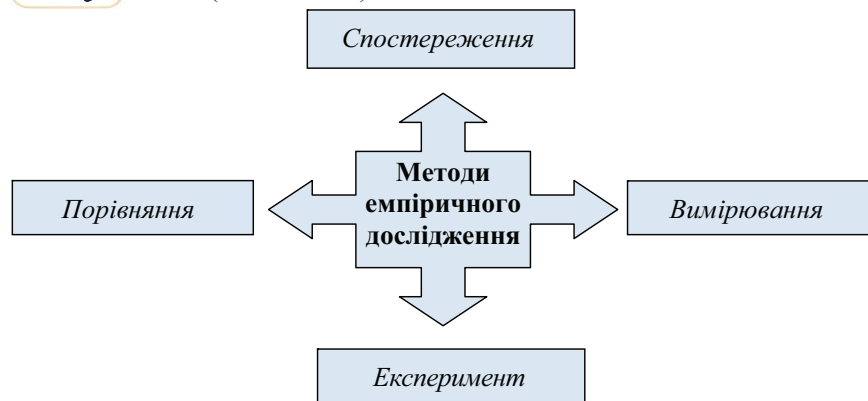 Спостереження
Методи
емпіричного
дослідження
Порівняння
Вимірювання
Експеримент